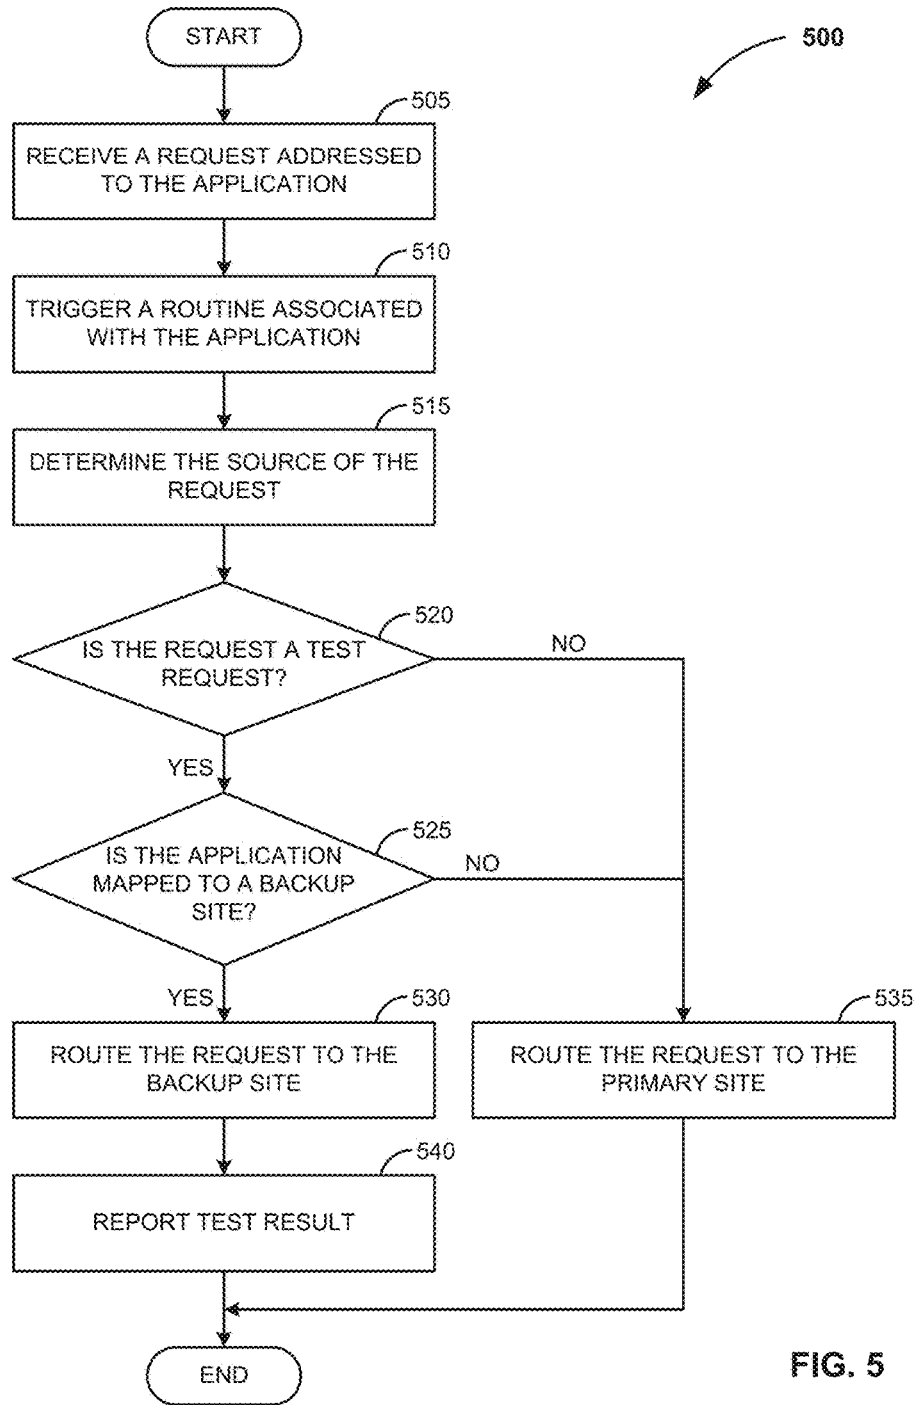 START
500
505
RECEIVE A REQUEST ADDRESSED
TO THE APPLICATION
510
TRIGGER A ROUTINE ASSOCIATED
WITH THE APPLICATION
515
DETERMINE THE SOURCE OF THE
REQUEST
520
IS THE REQUEST A TEST
REQUEST?
NO
YES
525
IS THE APPLICATION
MAPPED TO A BACKUP
SITE?
NO
YES
530
ROUTE THE REQUEST TO THE
BACKUP SITE
535
ROUTE THE REQUEST TO THE
PRIMARY SITE
540
REPORT TEST RESULT
END
FIG. 5